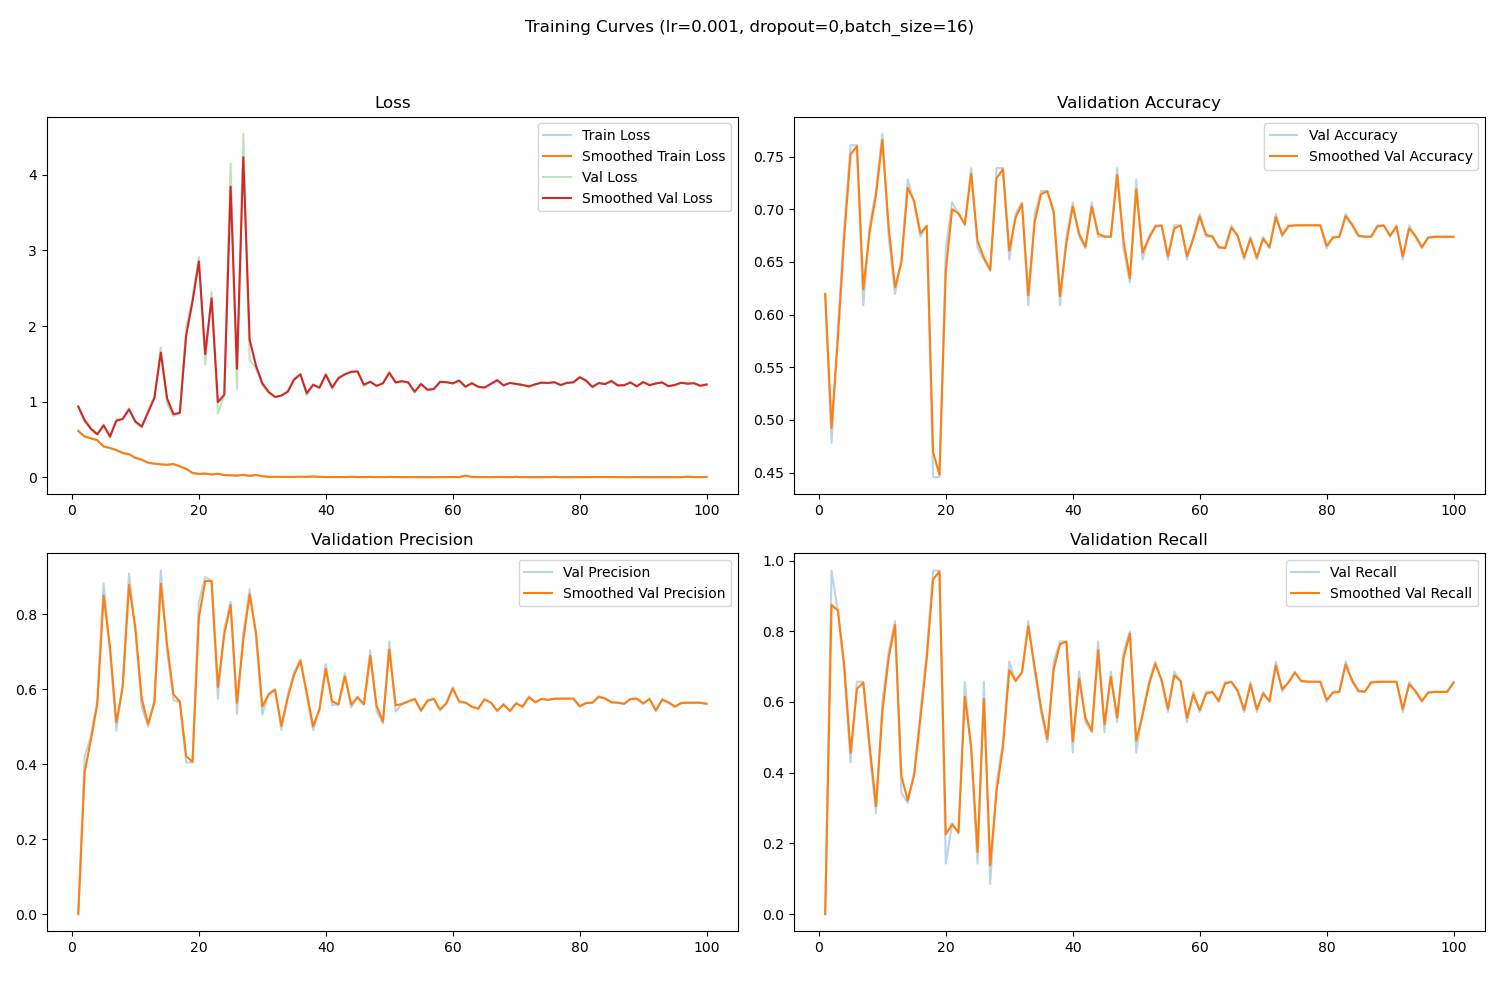 Training Curves (lr=0.001, dropout=0,batch_size=16)
Loss
Train Loss
Smoothed Train Loss
Val Loss
Smoothed Val Loss
4
3
2
1
0
0 20 40 60 80 100
Validation Accuracy
Val Accuracy
Smoothed Val Accuracy
0.75
0.70
0.65
0.60
0.55
0.50
0.45
0 20 40 60 80 100
Validation Precision
Val Precision
Smoothed Val Precision
0.8
0.6
0.4
0.2
0.0
0 20 40 60 80 100
Validation Recall
Val Recall
Smoothed Val Recall
1.0
0.8
0.6
0.4
0.2
0.0
0 20 40 60 80 100